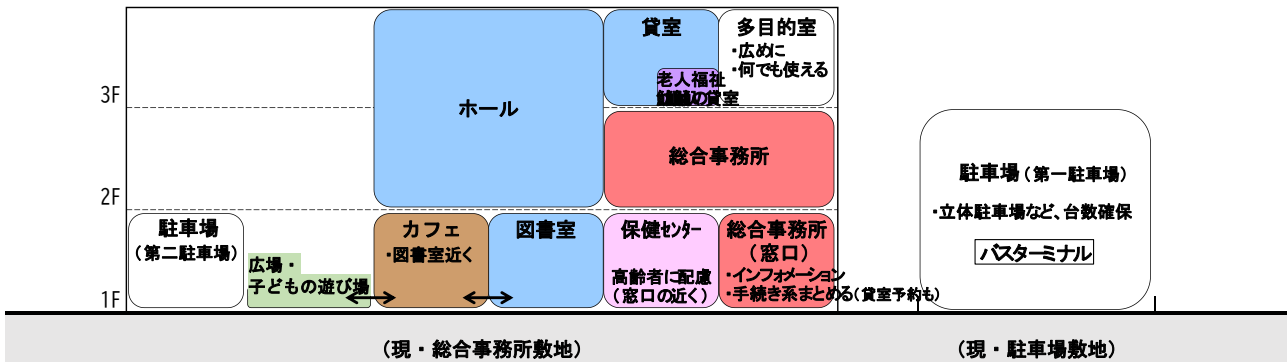 貸室
多目的室
・広めに
・何でも使える
老人福祉
の貸室
3F
ホール
総合事務所
2F
駐車場
(第二駐車場)
広場・
子どもの遊び場
カフェ
・図書室近く
図書室
保健センター
高齢者に配慮
(窓口の近く)
総合事務所
(窓口)
・インフォメーション
・手続き系まとめる(貸室予約も)
1F
駐車場(第一駐車場)
・立体駐車場など、台数確保
バスターミナル
(現・総合事務所敷地)
(現・駐車場敷地)